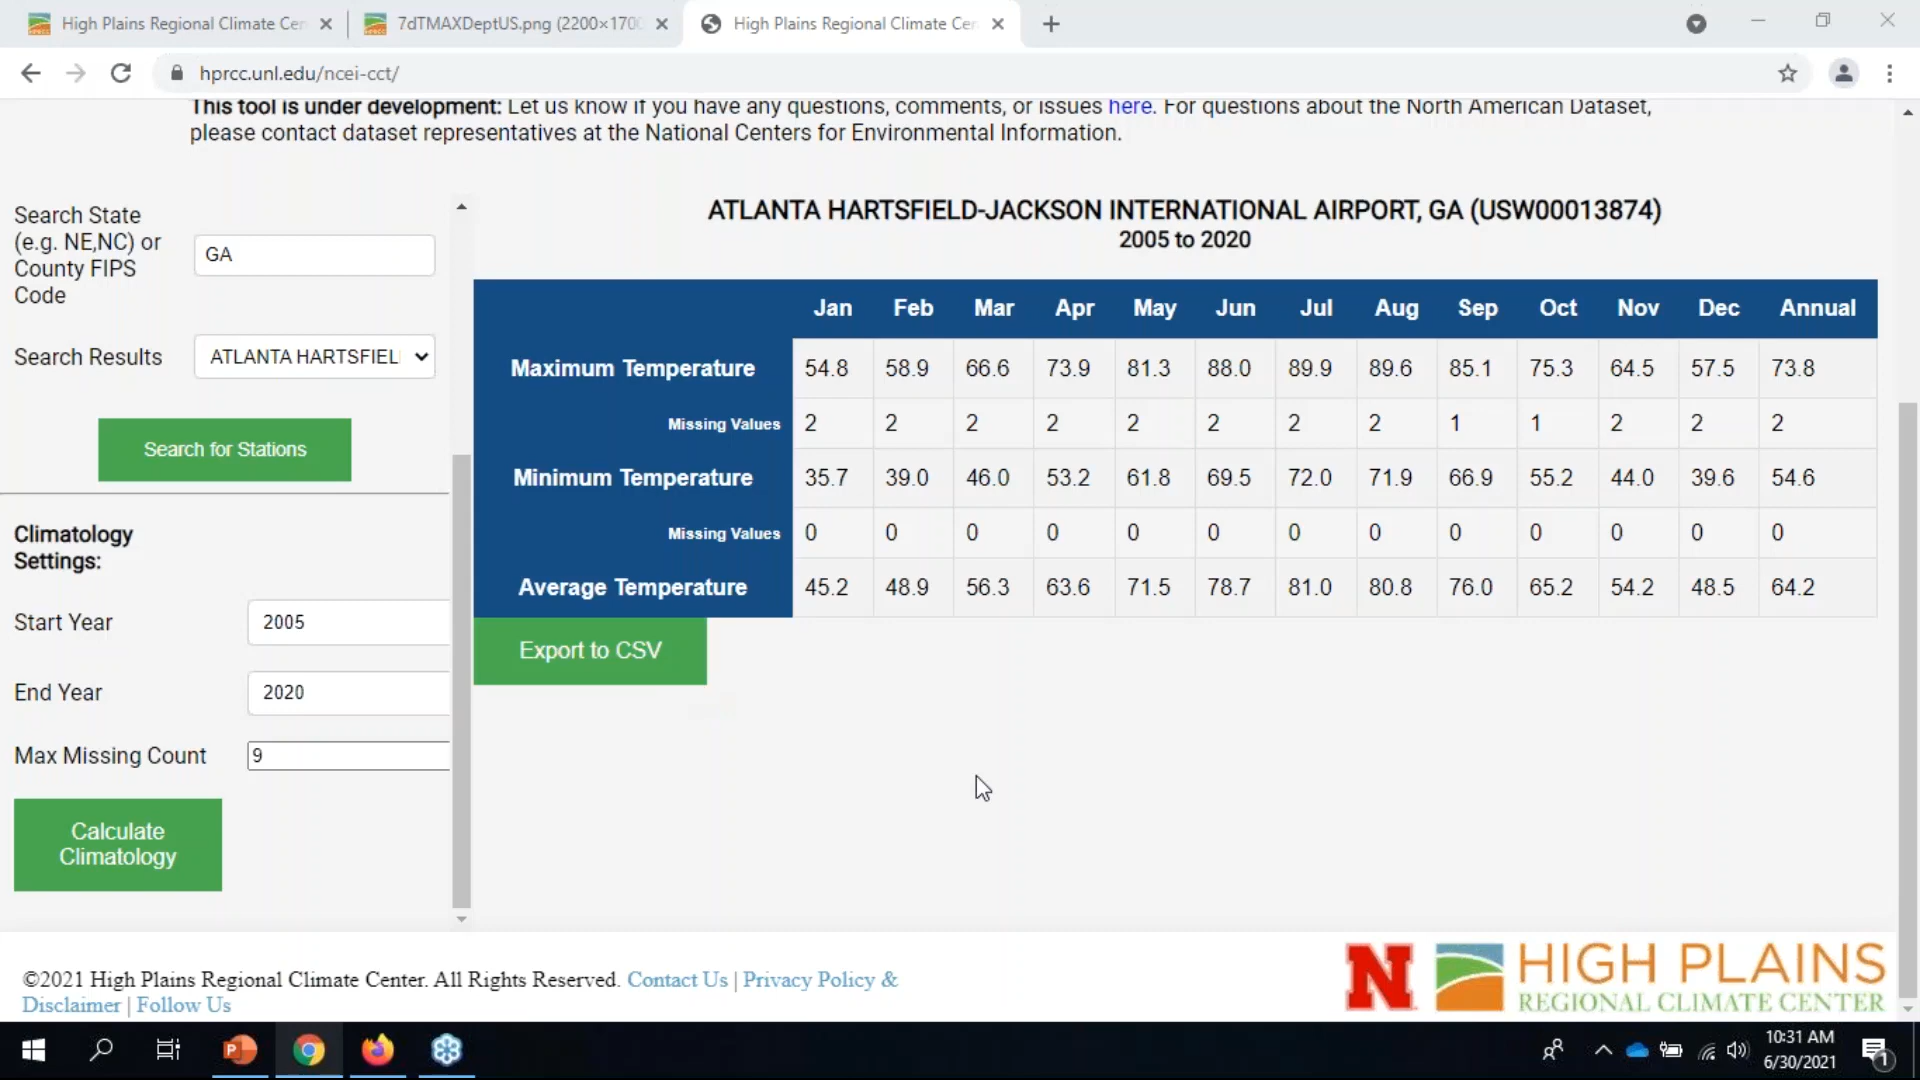 High Plains Regional Climate Cen
7dTMAXDeptUS.png (2200×170
High Plains Regional Climate Cen
hprcc.unl.edu/ncei-cct/
This tool is under development: Let us know if you have any questions, comments, or issues here. For questions about the North American Dataset,
please contact dataset representatives at the National Centers for Environmental Information.
Search State
(e.g. NE,NC) or
County FIPS
Code
GA
Search Results
ATLANTA HARTSFIEL
Search for Stations
Climatology
Settings:
Start Year
2005
End Year
2020
Max Missing Count
9
Calculate
Climatology
ATLANTA HARTSFIELD-JACKSON INTERNATIONAL AIRPORT, GA (USW00013874)
2005 to 2020
Jan Feb Mar Apr May Jun Jul Aug Sep Oct Nov Dec Annual
Maximum Temperature 54.8 58.9 66.6 73.9 81.3 88.0 89.9 89.6 85.1 75.3 64.5 57.5 73.8
Missing Values 2 2 2 2 2 2 2 2 1 1 2 2 2
Minimum Temperature 35.7 39.0 46.0 53.2 61.8 69.5 72.0 71.9 66.9 55.2 44.0 39.6 54.6
Missing Values 0 0 0 0 0 0 0 0 0 0 0 0 0
Average Temperature 45.2 48.9 56.3 63.6 71.5 78.7 81.0 80.8 76.0 65.2 54.2 48.5 64.2
Export to CSV
©2021 High Plains Regional Climate Center. All Rights Reserved. Contact Us | Privacy Policy &
Disclaimer | Follow Us
N
HIGH PLAINS
REGIONAL CLIMATE CENTER
10:31 AM
6/30/2021
1